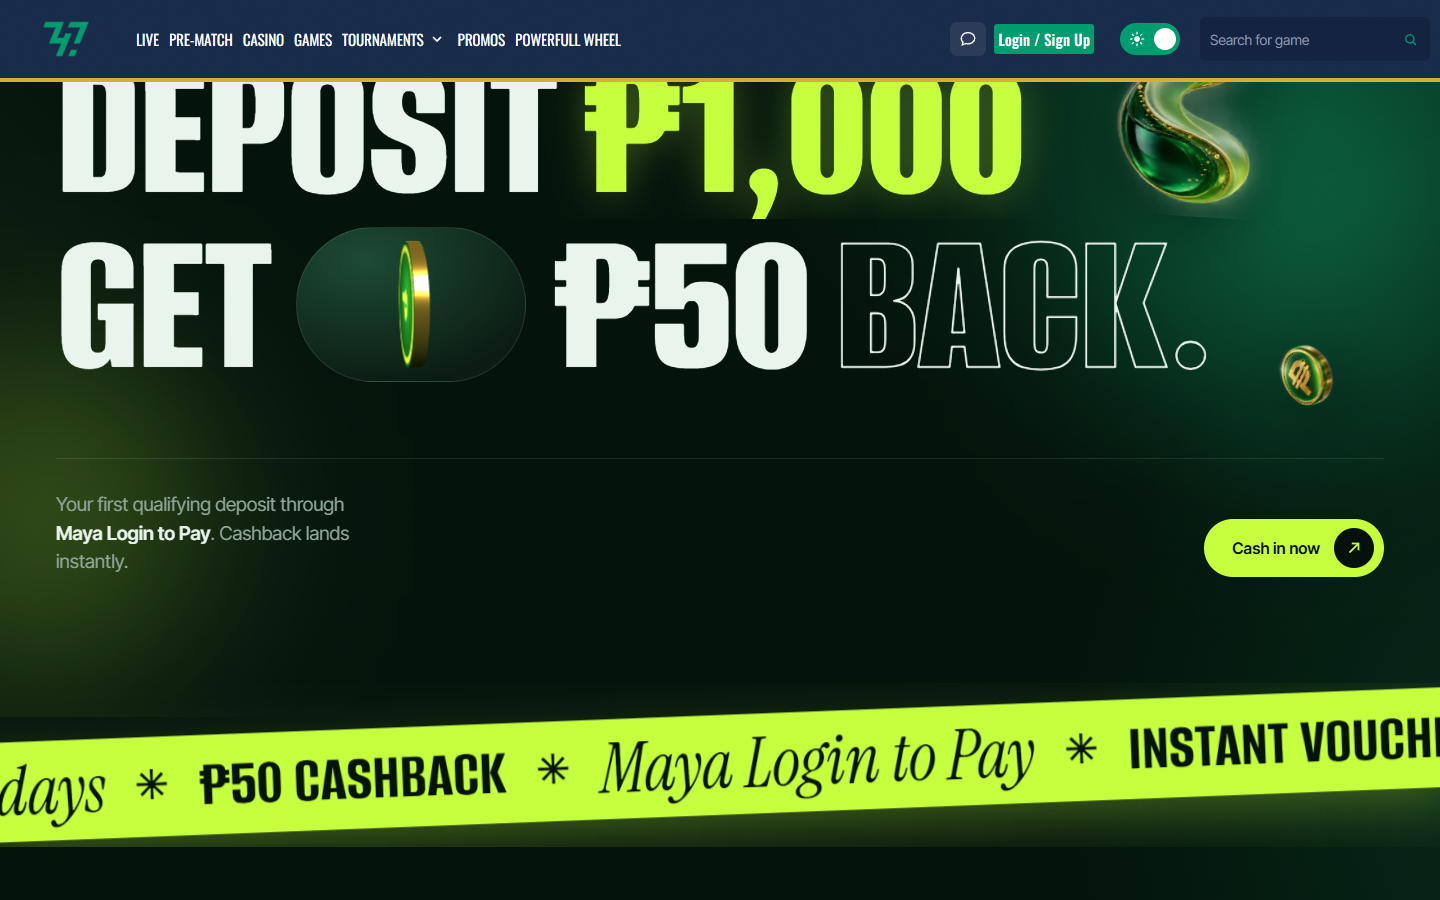 LIVE PRE-MATCH CASINO GAMES TOURNAMENTS PROMOS POWERFULL WHEEL Login / Sign Up Search for game
DEPOSIT ₱1,000
GET ₱50 BACK.
Your first qualifying deposit through
Maya Login to Pay. Cashback lands
instantly.
Cash in now
days ✳ ₱50 CASHBACK ✳ Maya Login to Pay ✳ INSTANT